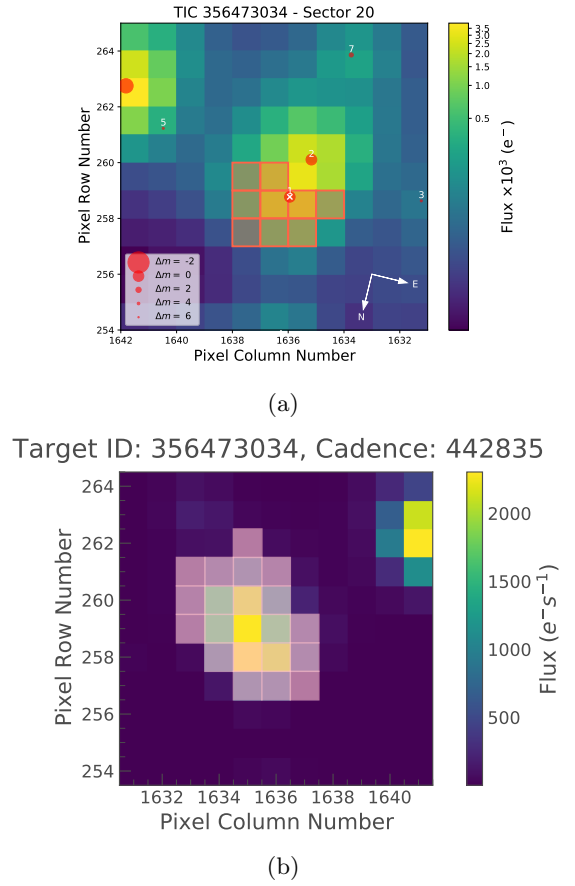 TIC 356473034 - Sector 20
Pixel Row Number
264
262
260
258
256
254
1642
1640
1638
1636
1634
1632
Pixel Column Number
7
5
2
1
3
E
N
Δm = -2
Δm = 0
Δm = 2
Δm = 4
Δm = 6
3.5
3.0
2.5
2.0
1.5
1.0
0.5
Flux ×10³ (e⁻)
(a)
Target ID: 356473034, Cadence: 442835
Pixel Row Number
264
262
260
258
256
254
1632
1634
1636
1638
1640
Pixel Column Number
2000
1500
1000
500
Flux (e⁻s⁻¹)
(b)